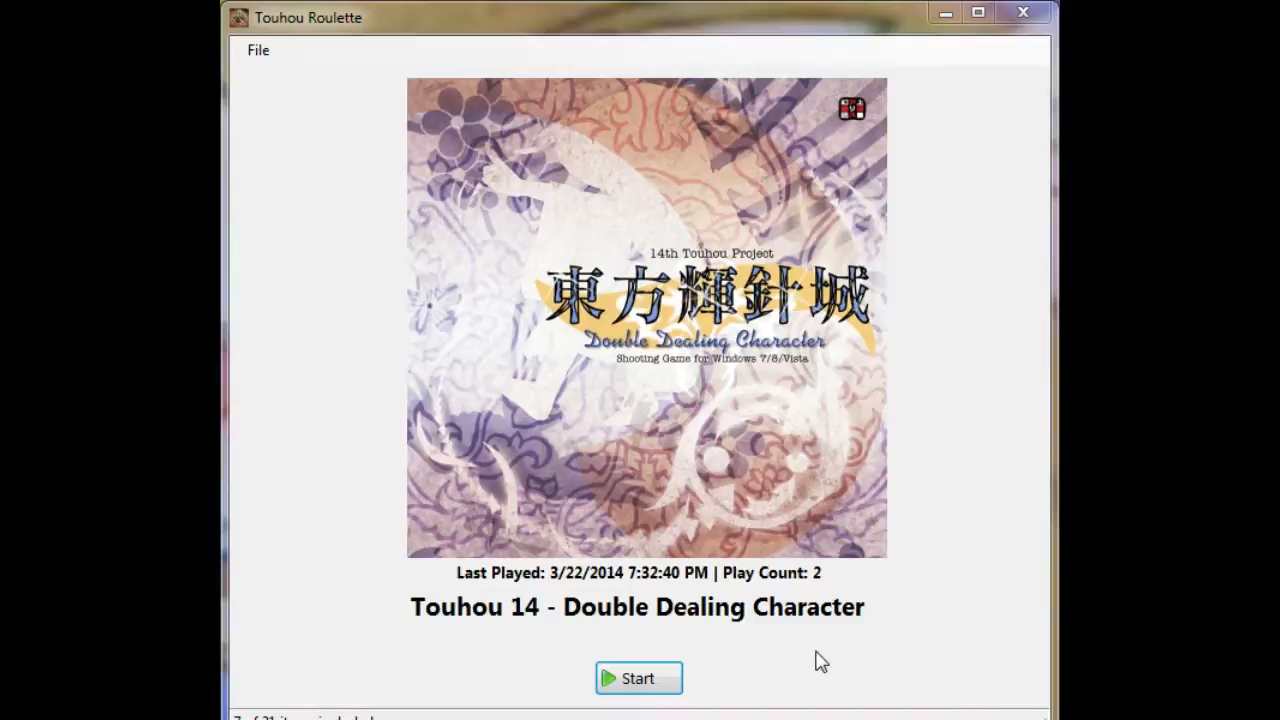 Touhou Roulette
File
14th Touhou Project
東方輝針城
Double Dealing Character
Shooting Game for Windows 7/8/Vista
Last Played: 3/22/2014 7:32:40 PM | Play Count: 2
Touhou 14 - Double Dealing Character
Start